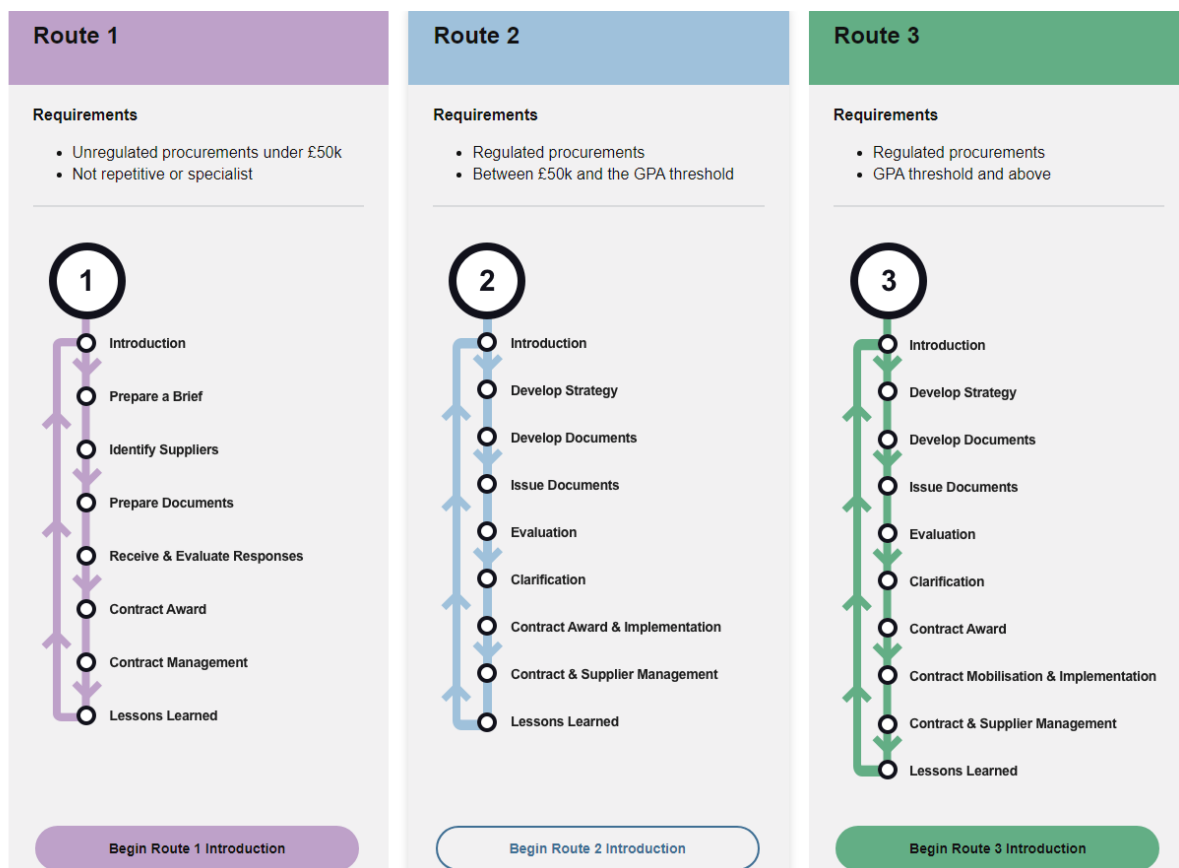 Route 1
Requirements
• Unregulated procurements under £50k
• Not repetitive or specialist
1
Introduction
Prepare a Brief
Identify Suppliers
Prepare Documents
Receive & Evaluate Responses
Contract Award
Contract Management
Lessons Learned
Begin Route 1 Introduction
Route 2
Requirements
• Regulated procurements
• Between £50k and the GPA threshold
2
Introduction
Develop Strategy
Develop Documents
Issue Documents
Evaluation
Clarification
Contract Award & Implementation
Contract & Supplier Management
Lessons Learned
Begin Route 2 Introduction
Route 3
Requirements
• Regulated procurements
• GPA threshold and above
3
Introduction
Develop Strategy
Develop Documents
Issue Documents
Evaluation
Clarification
Contract Award
Contract Mobilisation & Implementation
Contract & Supplier Management
Lessons Learned
Begin Route 3 Introduction